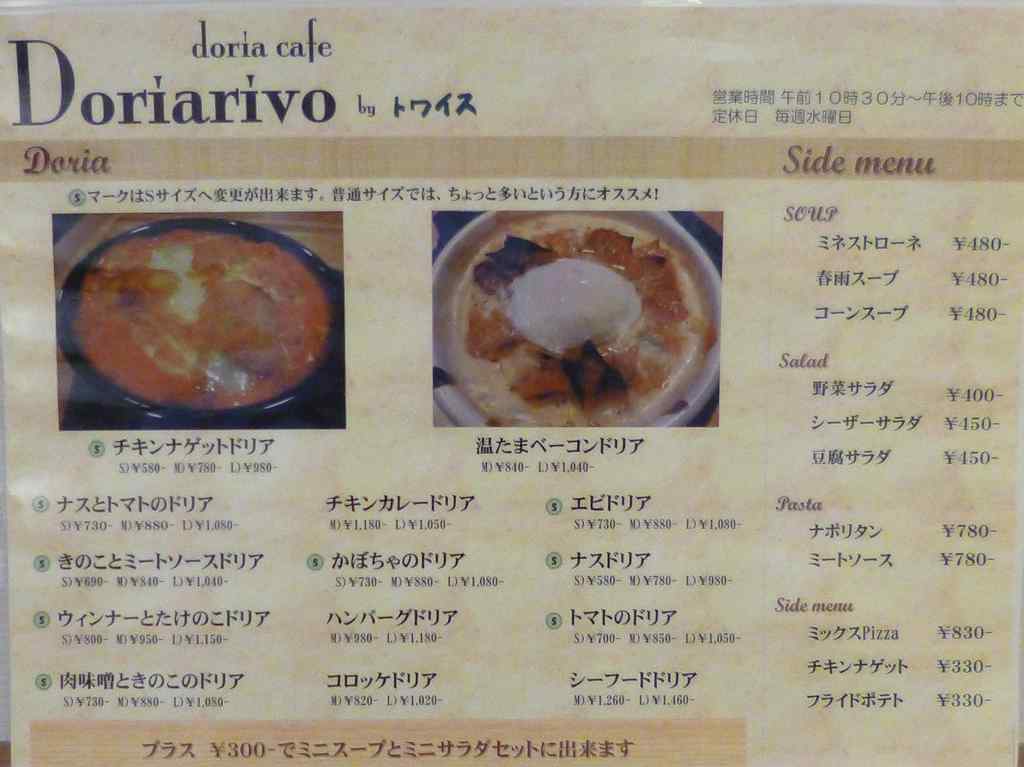 doria cafe
Doriarivo by トワイス
営業時間 午前10時30分〜午後10時まで
定休日 毎週水曜日
Doria
ⓢマークはSサイズへ変更が出来ます。普通サイズでは、ちょっと多いという方にオススメ!
ⓢ チキンナゲットドリア
S)¥580- M)¥780- L)¥980-
温たまベーコンドリア
M)¥840- L)¥1,040-
ⓢ ナスとトマトのドリア
S)¥730- M)¥880- L)¥1,080-
チキンカレードリア
M)¥1,180- L)¥1,050-
ⓢ エビドリア
S)¥730- M)¥880- L)¥1,080-
ⓢ きのことミートソースドリア
S)¥690- M)¥840- L)¥1,040-
ⓢ かぼちゃのドリア
S)¥730- M)¥880- L)¥1,080-
ⓢ ナスドリア
S)¥580- M)¥780- L)¥980-
ⓢ ウィンナーとたけのこドリア
S)¥800- M)¥950- L)¥1,150-
ハンバーグドリア
M)¥980- L)¥1,180-
ⓢ トマトのドリア
S)¥700- M)¥850- L)¥1,050-
ⓢ 肉味噌ときのこのドリア
S)¥730- M)¥880- L)¥1,080-
コロッケドリア
M)¥820- L)¥1,020-
シーフードドリア
M)¥1,260- L)¥1,460-
プラス ¥300-でミニスープとミニサラダセットに出来ます
Side menu
SOUP
ミネストローネ ¥480-
春雨スープ ¥480-
コーンスープ ¥480-
Salad
野菜サラダ ¥400-
シーザーサラダ ¥450-
豆腐サラダ ¥450-
Pasta
ナポリタン ¥780-
ミートソース ¥780-
Side menu
ミックスPizza ¥830-
チキンナゲット ¥330-
フライドポテト ¥330-